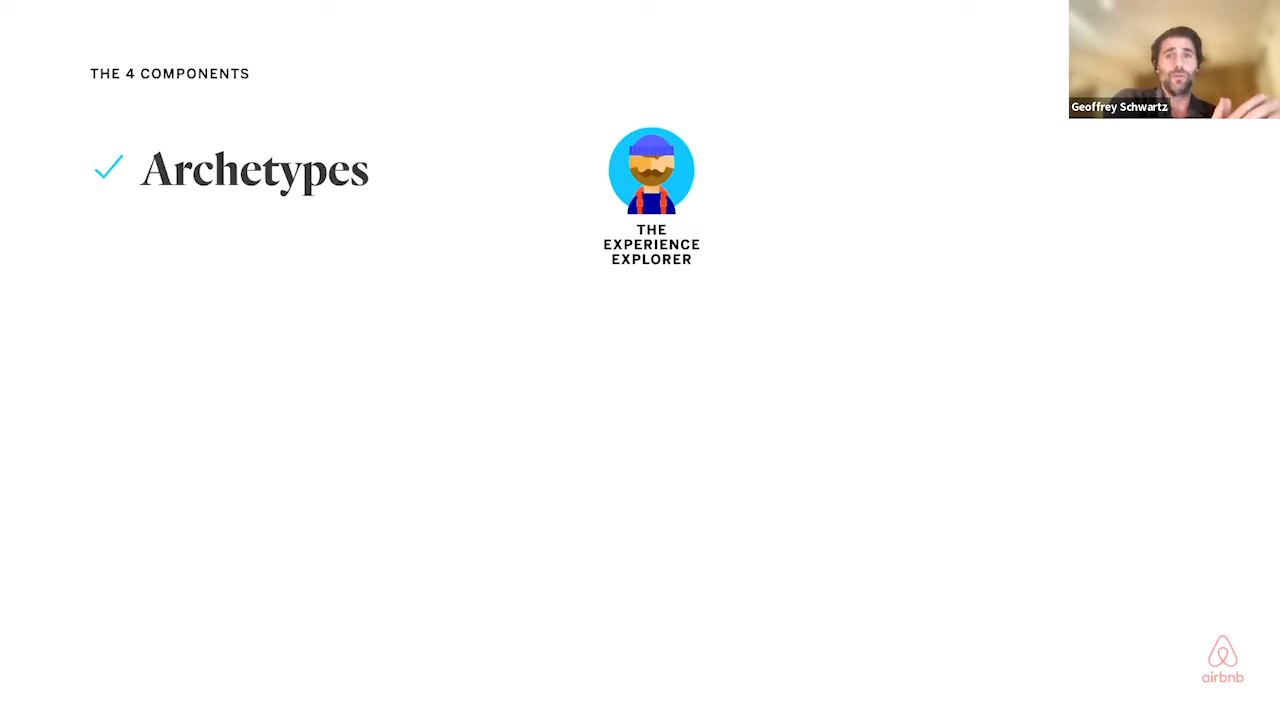 THE 4 COMPONENTS
Geoffrey Schwartz
Archetypes
THE
EXPERIENCE
EXPLORER
airbnb